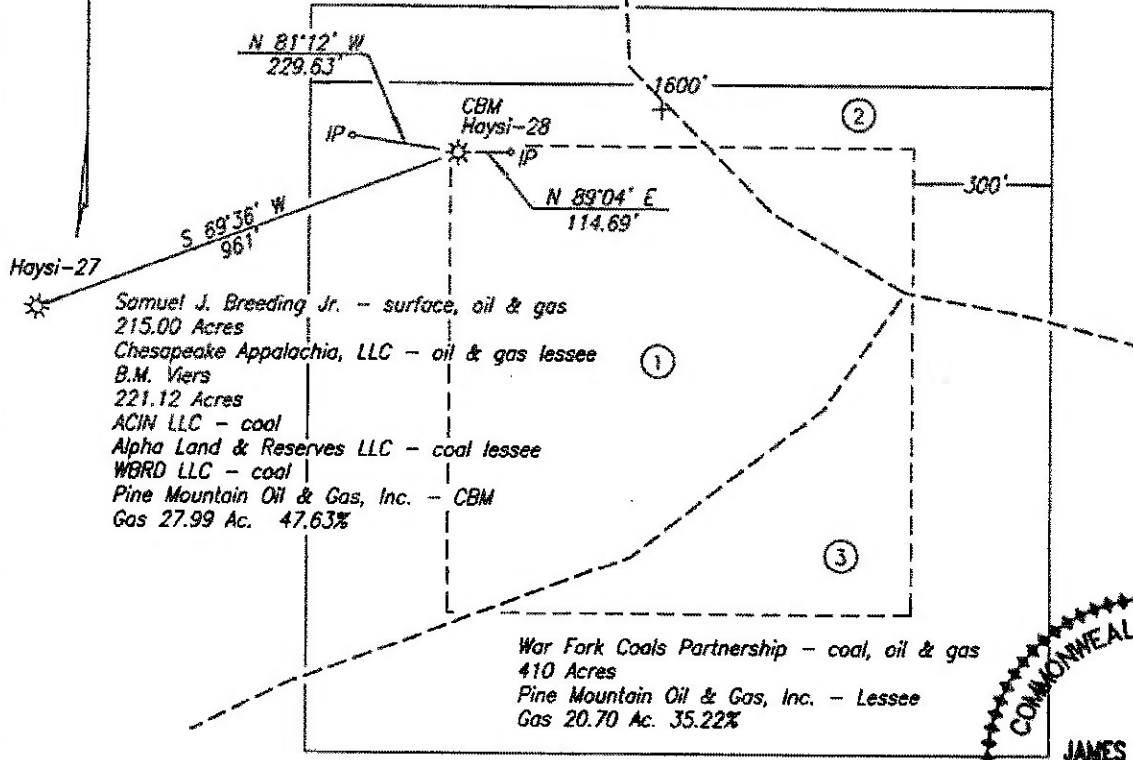 N 81°12' W
229.63'
1600'
CBM
Haysi-28
2
IP
IP
300'
N 89°04' E
114.69'
S 69°36' W
961'
Haysi-27
Samuel J. Breeding Jr. – surface, oil & gas
215.00 Acres
Chesapeake Appalachia, LLC – oil & gas lessee
1
B.M. Viers
221.12 Acres
ACIN LLC – coal
Alpha Land & Reserves LLC – coal lessee
WBRD LLC – coal
Pine Mountain Oil & Gas, Inc. – CBM
Gas 27.99 Ac. 47.63%
3
War Fork Coals Partnership – coal, oil & gas
410 Acres
Pine Mountain Oil & Gas, Inc. – Lessee
Gas 20.70 Ac. 35.22%
COMMONWEAL
JAMES